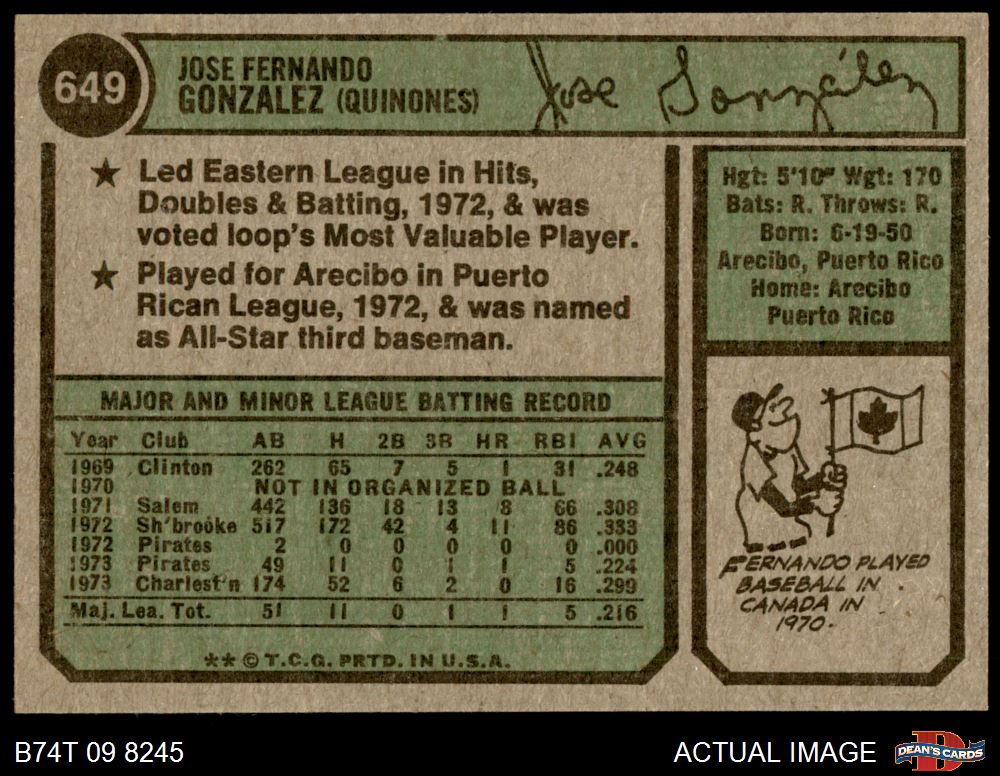 649
JOSE FERNANDO
GONZALEZ (QUINONES)
Jose González
★ Led Eastern League in Hits,
Doubles & Batting, 1972, & was
voted loop's Most Valuable Player.
★ Played for Arecibo in Puerto
Rican League, 1972, & was named
as All-Star third baseman.
Hgt: 5'10" Wgt: 170
Bats: R. Throws: R.
Born: 6-19-50
Arecibo, Puerto Rico
Home: Arecibo
Puerto Rico
MAJOR AND MINOR LEAGUE BATTING RECORD
Year Club AB H 2B 3B HR RBI AVG
1969 Clinton 262 65 7 5 1 31 .248
1970 NOT IN ORGANIZED BALL
1971 Salem 442 136 18 13 8 66 .308
1972 Sh'brooke 517 172 42 4 11 86 .333
1972 Pirates 2 0 0 0 0 0 .000
1973 Pirates 49 11 0 1 1 5 .224
1973 Charlest'n 174 52 6 2 0 16 .299
Maj. Lea. Tot. 51 11 0 1 1 5 .216
** © T.C.G. PRTD. IN U.S.A.
FERNANDO PLAYED
BASEBALL IN
CANADA IN
1970.
B74T 09 8245
ACTUAL IMAGE
DEAN'S CARDS